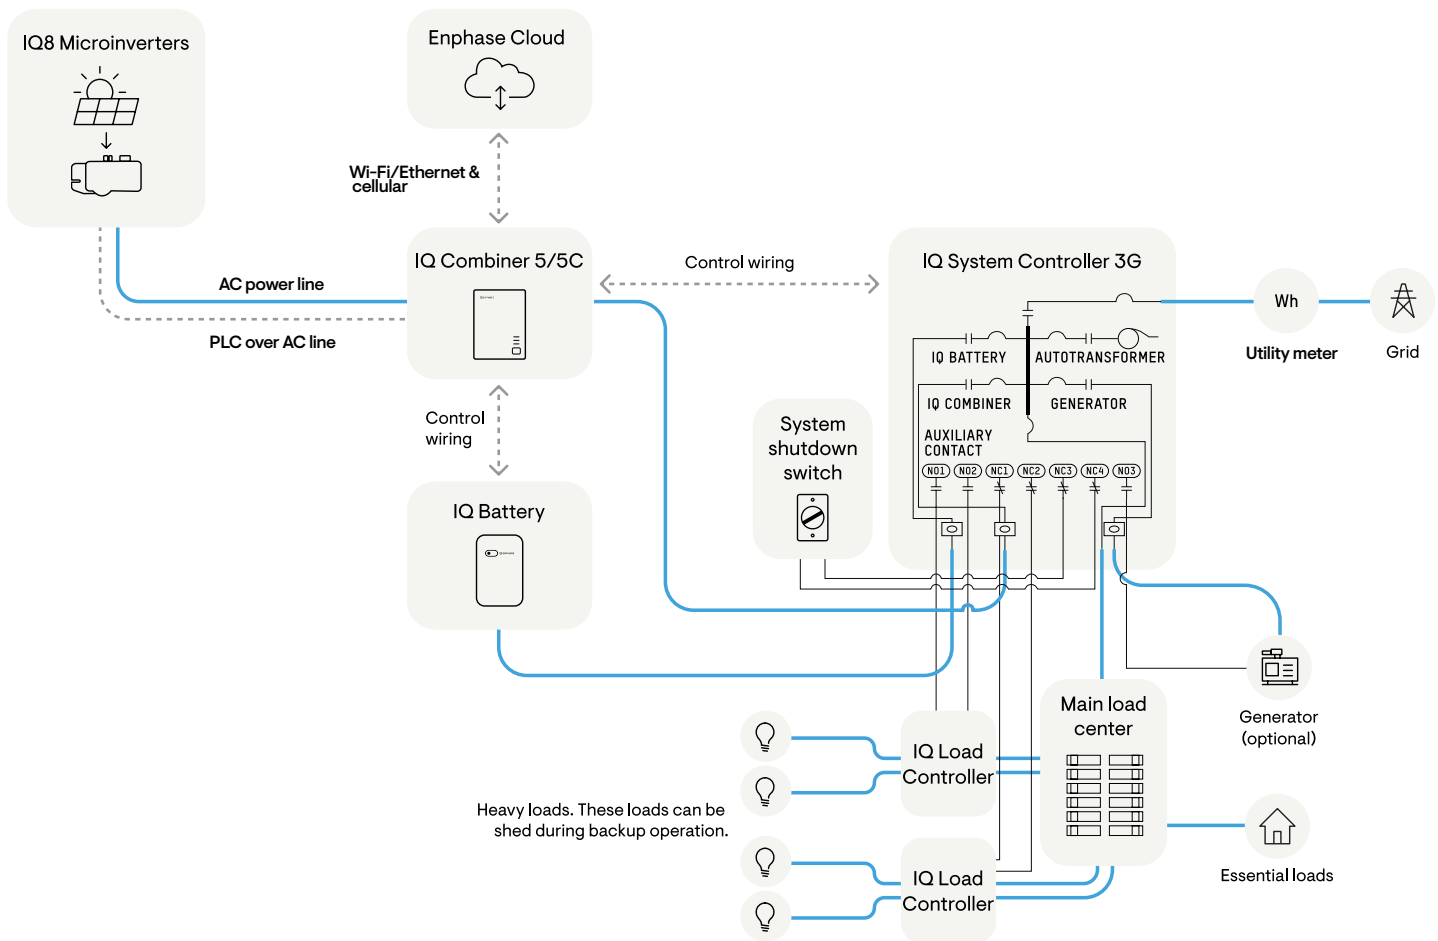 IQ8 Microinverters
Enphase Cloud
Wi-Fi/Ethernet &
cellular
IQ Combiner 5/5C
Control wiring
IQ System Controller 3G
AC power line
PLC over AC line
Wh
Utility meter
Grid
IQ BATTERY
AUTOTRANSFORMER
IQ COMBINER
GENERATOR
AUXILIARY
CONTACT
NO1
NO2
NC1
NC2
NC3
NC4
NO3
Control
wiring
System
shutdown
switch
IQ Battery
Main load
center
Generator
(optional)
IQ Load
Controller
Heavy loads. These loads can be
shed during backup operation.
IQ Load
Controller
Essential loads